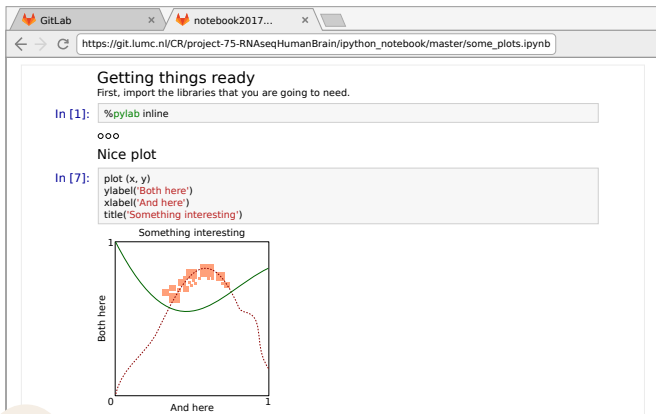 GitLab × notebook2017... ×
https://git.lumc.nl/CR/project-75-RNAseqHumanBrain/ipython_notebook/master/some_plots.ipynb
Getting things ready
First, import the libraries that you are going to need.
In [1]: %pylab inline
Nice plot
In [7]: plot (x, y)
ylabel('Both here')
xlabel('And here')
title('Something interesting')
Something interesting
1
Both here
0 1
And here